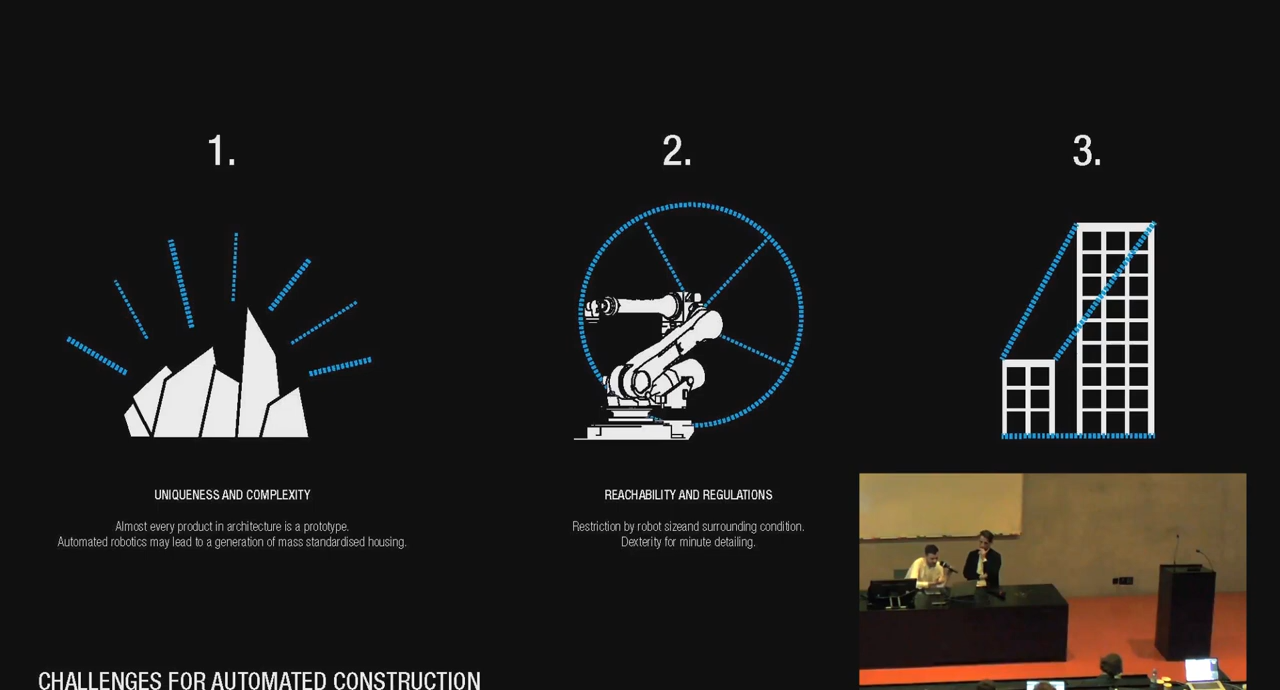 1.
2.
3.
UNIQUENESS AND COMPLEXITY
Almost every product in architecture is a prototype.
Automated robotics may lead to a generation of mass standardised housing.
REACHABILITY AND REGULATIONS
Restriction by robot sizeand surrounding condition.
Dexterity for minute detailing.
CHALLENGES FOR AUTOMATED CONSTRUCTION